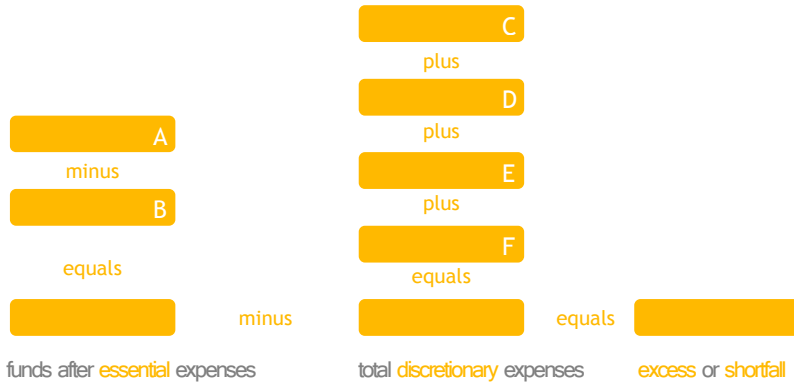 C
plus
D
A
plus
minus
E
B
plus
F
equals
equals
minus
equals
funds after essential expenses
total discretionary expenses
excess or shortfall